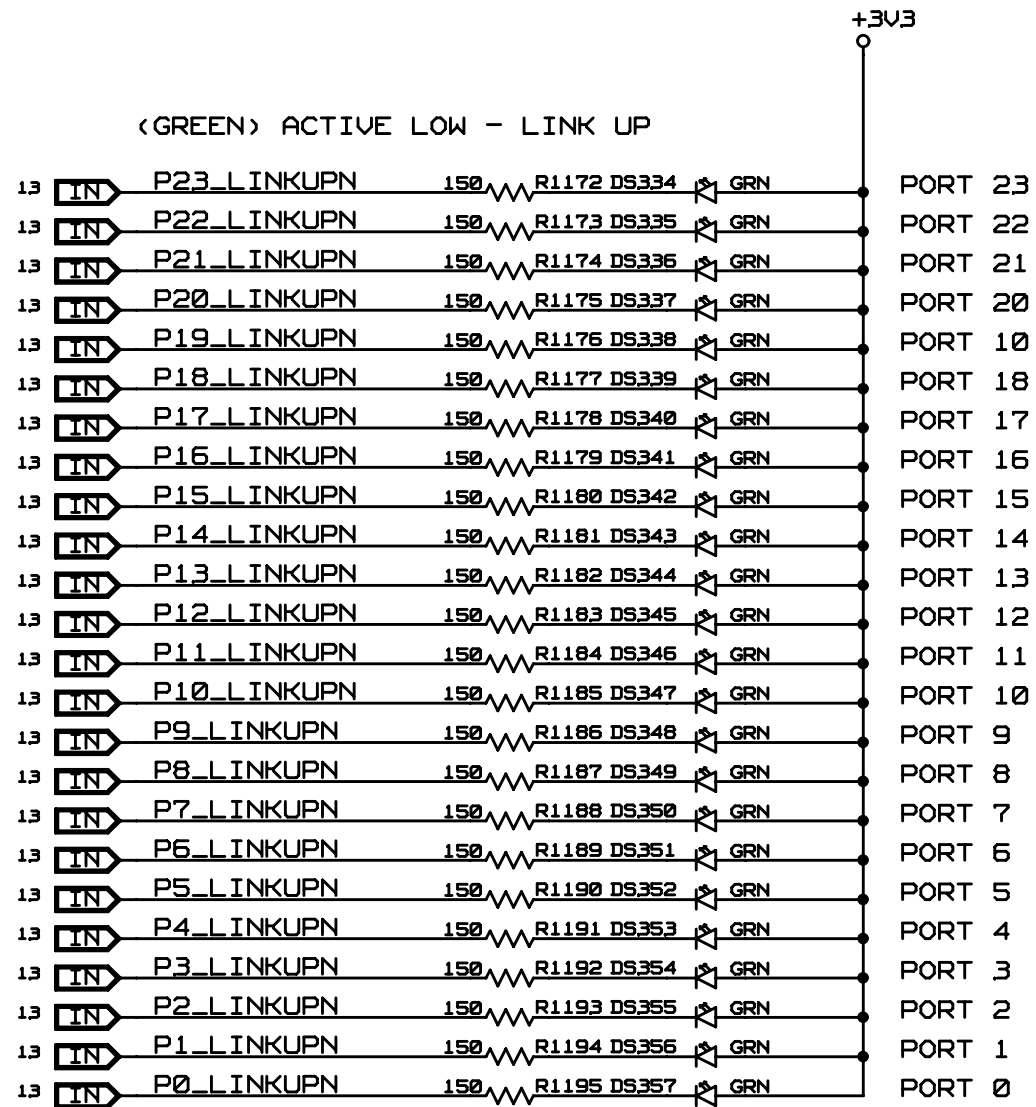 +3V3
(GREEN) ACTIVE LOW - LINK UP
13 IN P23_LINKUPN 150 R1172 DS334 GRN PORT 23
13 IN P22_LINKUPN 150 R1173 DS335 GRN PORT 22
13 IN P21_LINKUPN 150 R1174 DS336 GRN PORT 21
13 IN P20_LINKUPN 150 R1175 DS337 GRN PORT 20
13 IN P19_LINKUPN 150 R1176 DS338 GRN PORT 10
13 IN P18_LINKUPN 150 R1177 DS339 GRN PORT 18
13 IN P17_LINKUPN 150 R1178 DS340 GRN PORT 17
13 IN P16_LINKUPN 150 R1179 DS341 GRN PORT 16
13 IN P15_LINKUPN 150 R1180 DS342 GRN PORT 15
13 IN P14_LINKUPN 150 R1181 DS343 GRN PORT 14
13 IN P13_LINKUPN 150 R1182 DS344 GRN PORT 13
13 IN P12_LINKUPN 150 R1183 DS345 GRN PORT 12
13 IN P11_LINKUPN 150 R1184 DS346 GRN PORT 11
13 IN P10_LINKUPN 150 R1185 DS347 GRN PORT 10
13 IN P9_LINKUPN 150 R1186 DS348 GRN PORT 9
13 IN P8_LINKUPN 150 R1187 DS349 GRN PORT 8
13 IN P7_LINKUPN 150 R1188 DS350 GRN PORT 7
13 IN P6_LINKUPN 150 R1189 DS351 GRN PORT 6
13 IN P5_LINKUPN 150 R1190 DS352 GRN PORT 5
13 IN P4_LINKUPN 150 R1191 DS353 GRN PORT 4
13 IN P3_LINKUPN 150 R1192 DS354 GRN PORT 3
13 IN P2_LINKUPN 150 R1193 DS355 GRN PORT 2
13 IN P1_LINKUPN 150 R1194 DS356 GRN PORT 1
13 IN P0_LINKUPN 150 R1195 DS357 GRN PORT 0